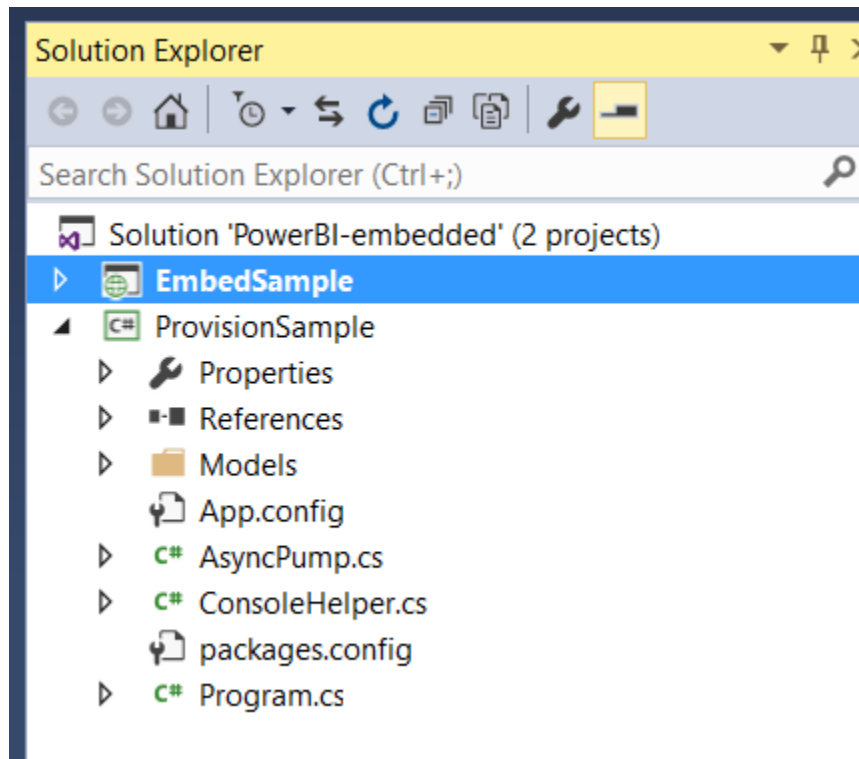 Solution Explorer
Search Solution Explorer (Ctrl+;)
Solution 'PowerBI-embedded' (2 projects)
EmbedSample
C# ProvisionSample
Properties
References
Models
App.config
C# AsyncPump.cs
C# ConsoleHelper.cs
packages.config
C# Program.cs